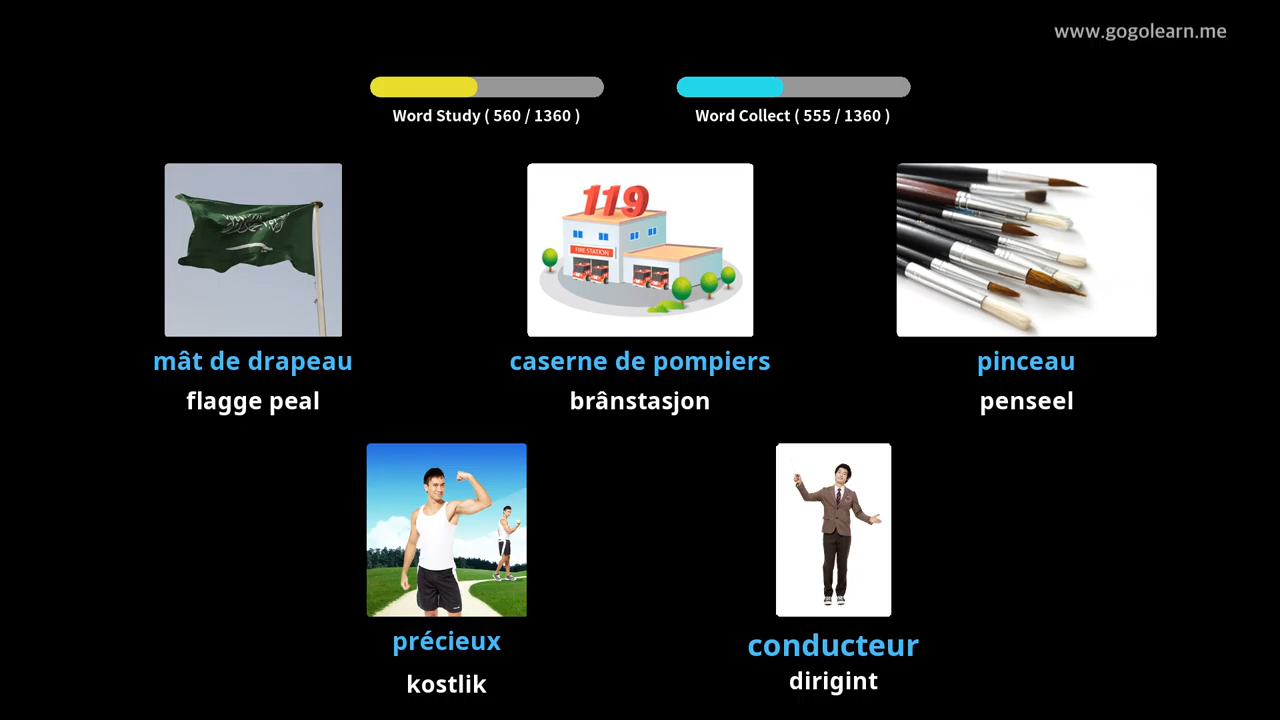 www.gogolearn.me
Word Study ( 560 / 1360 )
Word Collect ( 555 / 1360 )
119
FIRE STATION
mât de drapeau
caserne de pompiers
pinceau
flagge peal
brânstasjon
penseel
précieux
conducteur
kostlik
dirigint